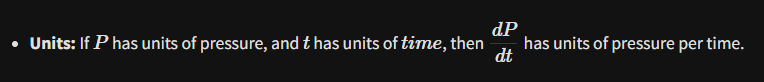 • Units: If P has units of pressure, and t has units of time, then dP/dt has units of pressure per time.